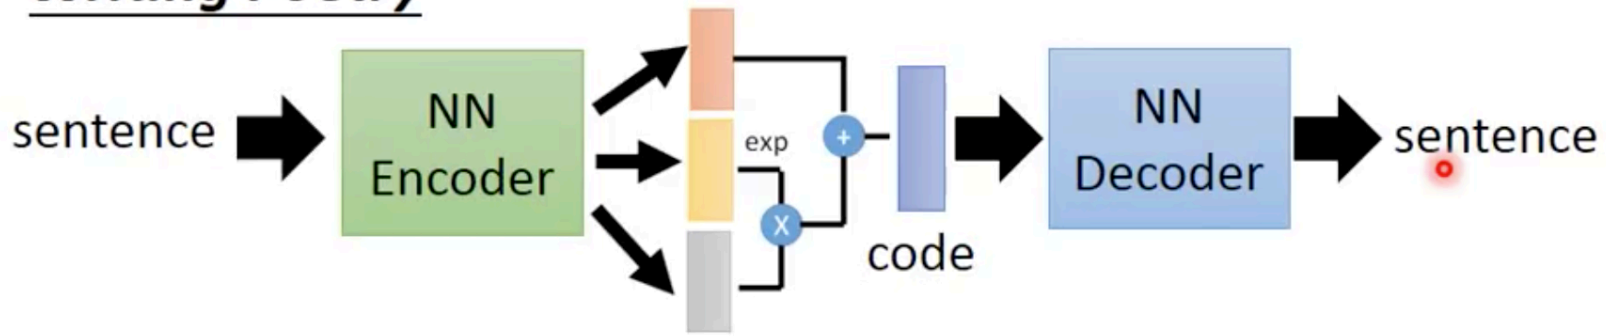 sentence
NN
Encoder
exp
+
X
code
NN
Decoder
sentence